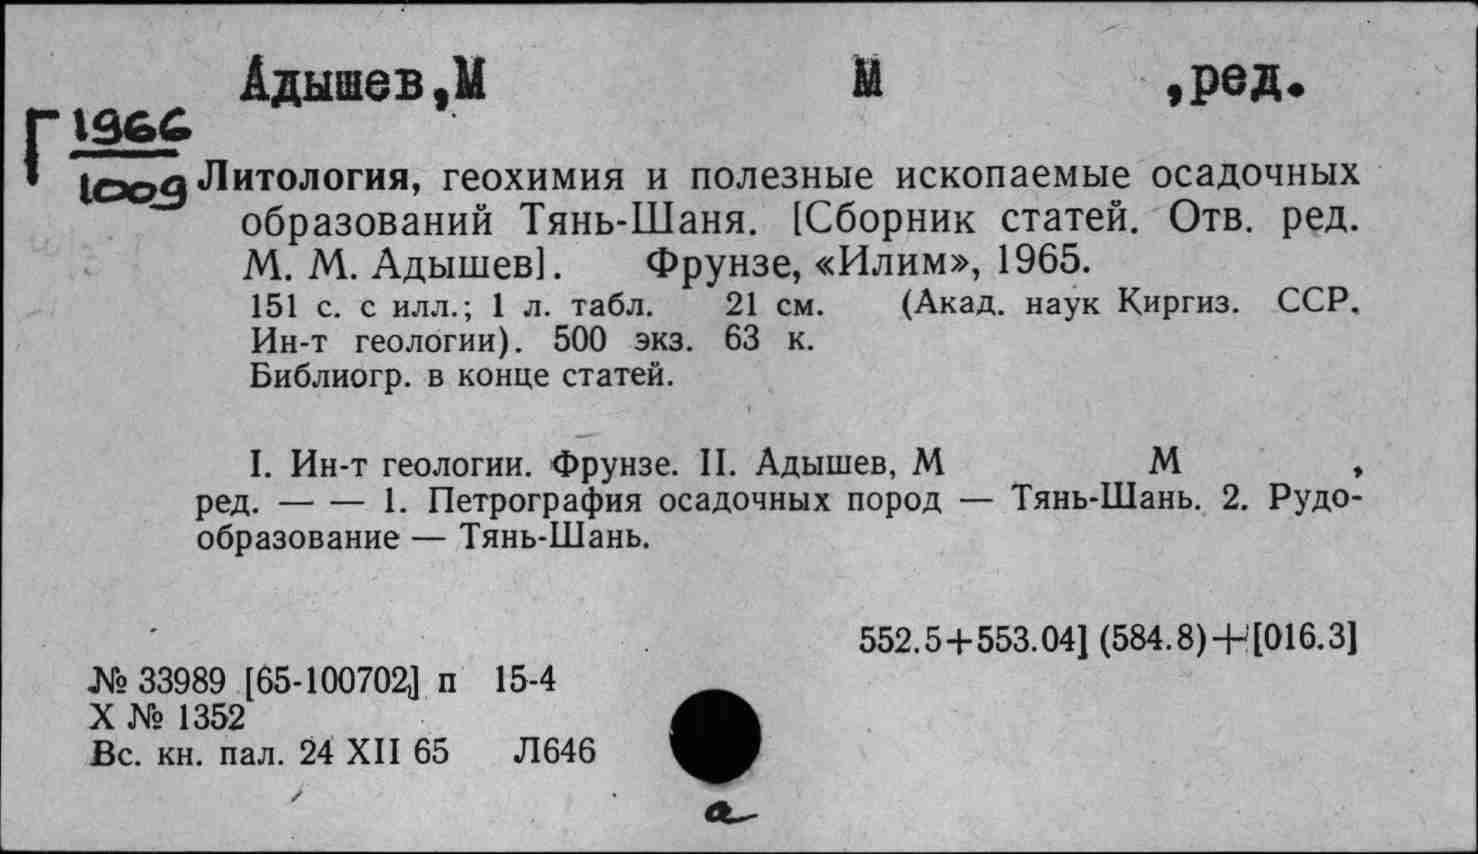 Адышев,М М ,ред.
Г 1966
1009
Литология, геохимия и полезные ископаемые осадочных
образований Тянь-Шаня. [Сборник статей. Отв. ред.
М. М. Адышев]. Фрунзе, «Илим», 1965.
151 с. с илл.; 1 л. табл. 21 см. (Акад. наук Киргиз. ССР.
Ин-т геологии). 500 экз. 63 к.
Библиогр. в конце статей.
I. Ин-т геологии. Фрунзе. II. Адышев, М М ,
ред. — — 1. Петрография осадочных пород — Тянь-Шань. 2. Рудо-
образование — Тянь-Шань.
552.5+553.04] (584.8)+[016.3]
№ 33989 [65-100702] п 15-4
Х № 1352
Вс. кн. пал. 24 XII 65 Л646
а